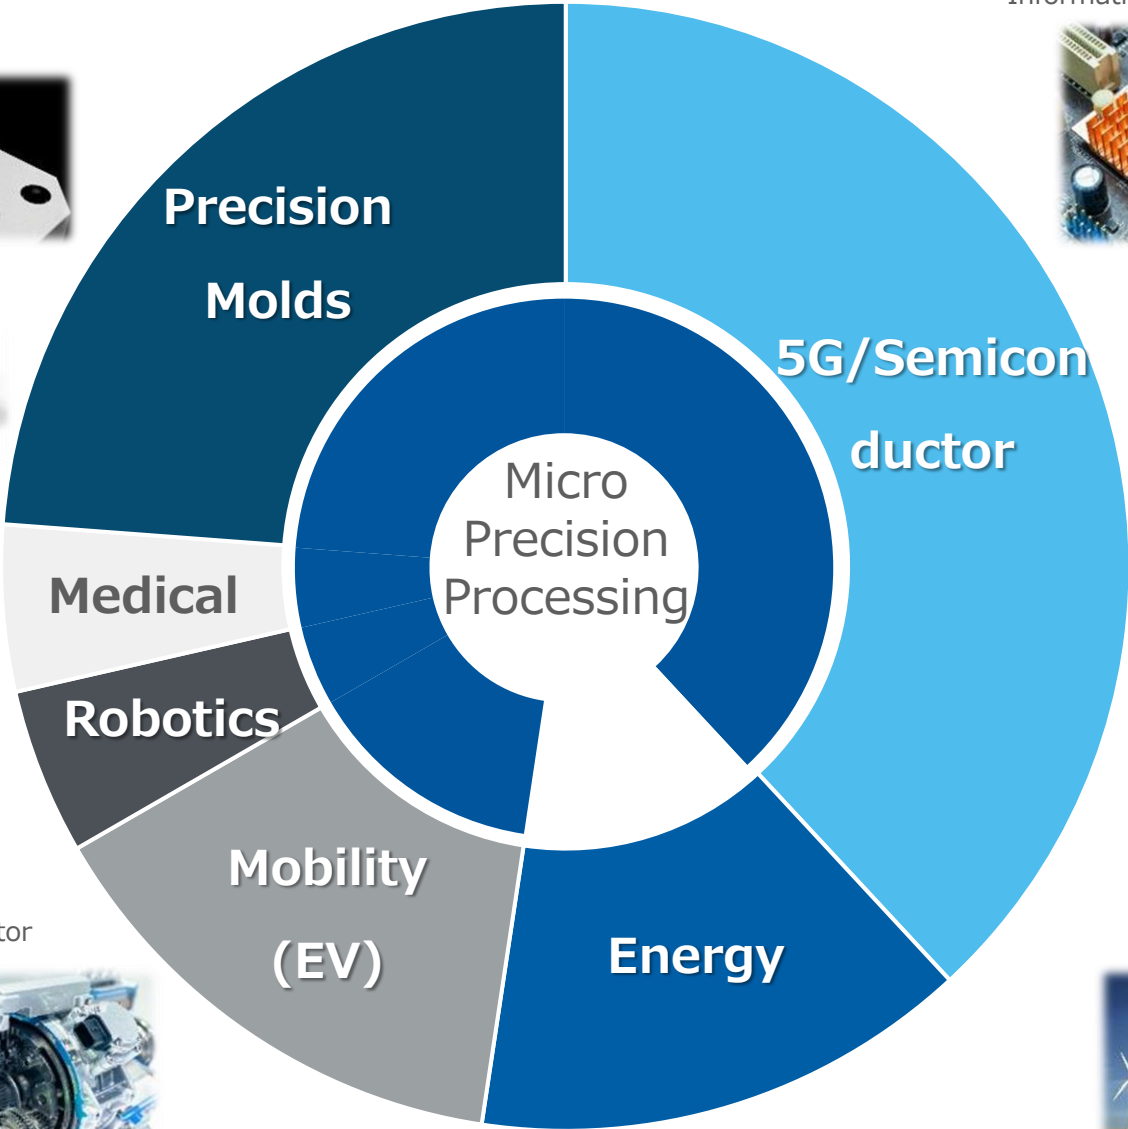 Precision
Molds
5G/Semicon
ductor
Micro
Precision
Processing
Medical
Robotics
Mobility
(EV)
Energy